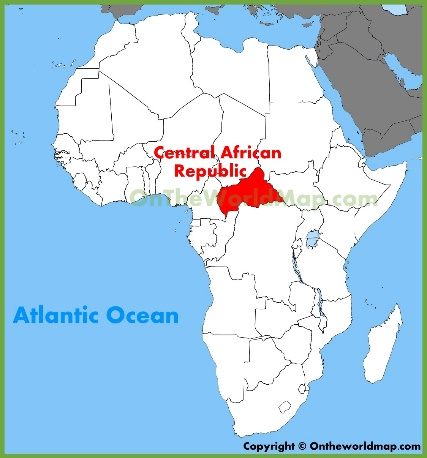 Central African
Republic
OnTheWorldMap.com
Atlantic Ocean
Copyright © Ontheworldmap.com